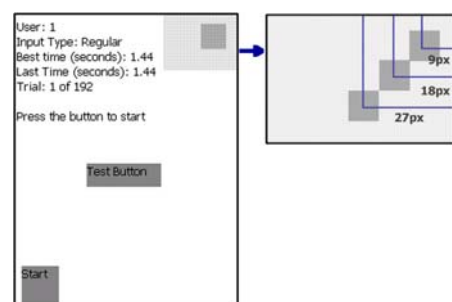 User: 1
Input Type: Regular
Best time (seconds): 1.44
Last Time (seconds): 1.44
Trial: 1 of 192
Press the button to start
Test Button
Start
9px
18px
27px